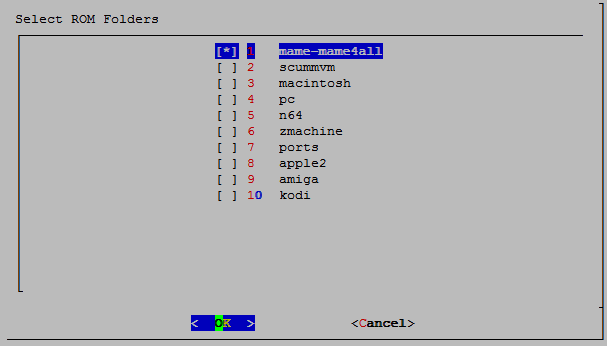 Select ROM Folders
[*] 1 mame-mame4all
[ ] 2 scummvm
[ ] 3 macintosh
[ ] 4 pc
[ ] 5 n64
[ ] 6 zmachine
[ ] 7 ports
[ ] 8 apple2
[ ] 9 amiga
[ ] 10 kodi
< OK > <Cancel>